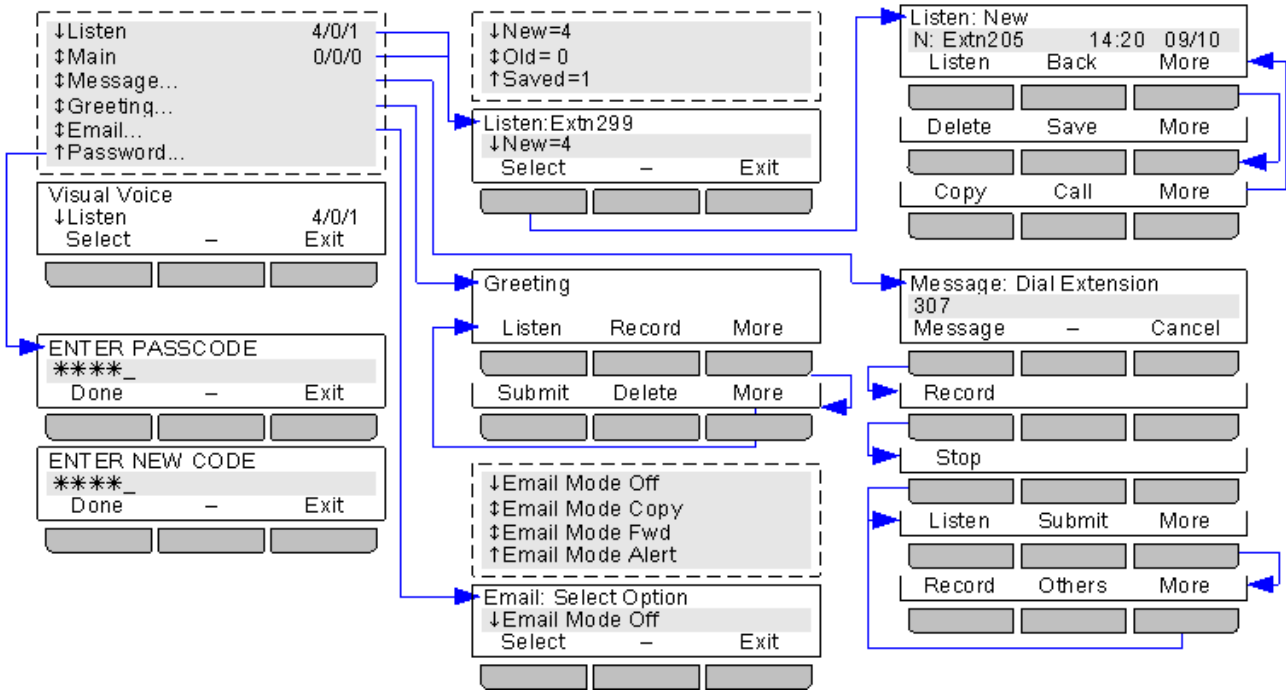 ↓Listen 4/0/1
↕Main 0/0/0
↕Message...
↕Greeting...
↕Email...
↑Password...
Visual Voice
↓Listen 4/0/1
Select – Exit
ENTER PASSCODE
****_
Done – Exit
ENTER NEW CODE
****_
Done – Exit
↓New=4
↕Old= 0
↑Saved=1
Listen:Extn299
↓New=4
Select – Exit
Greeting
Listen Record More
Submit Delete More
↓Email Mode Off
↕Email Mode Copy
↕Email Mode Fwd
↑Email Mode Alert
Email: Select Option
↓Email Mode Off
Select – Exit
Listen: New
N: Extn205 14:20 09/10
Listen Back More
Delete Save More
Copy Call More
Message: Dial Extension
307
Message – Cancel
Record
Stop
Listen Submit More
Record Others More